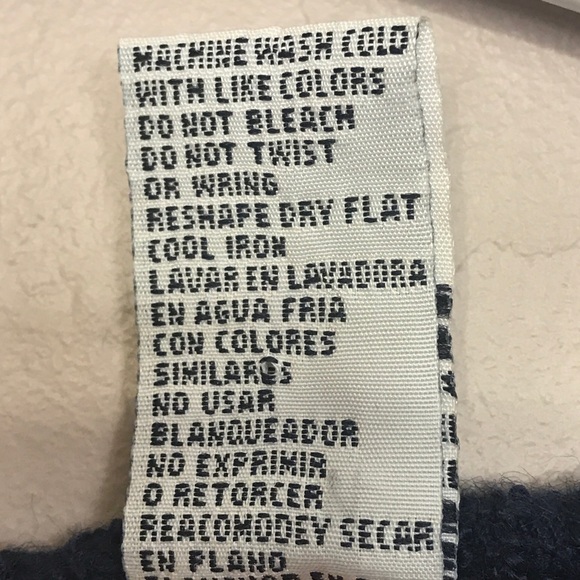 MACHINE WASH COLD
WITH LIKE COLORS
DO NOT BLEACH
DO NOT TWIST
OR WRING
RESHAPE DRY FLAT
COOL IRON
LAVAR EN LAVADORA
EN AGUA FRIA
CON COLORES
SIMILARES
NO USAR
BLANQUEADOR
NO EXPRIMIR
O RETORCER
REACOMODEY SECAR
EN PLANO